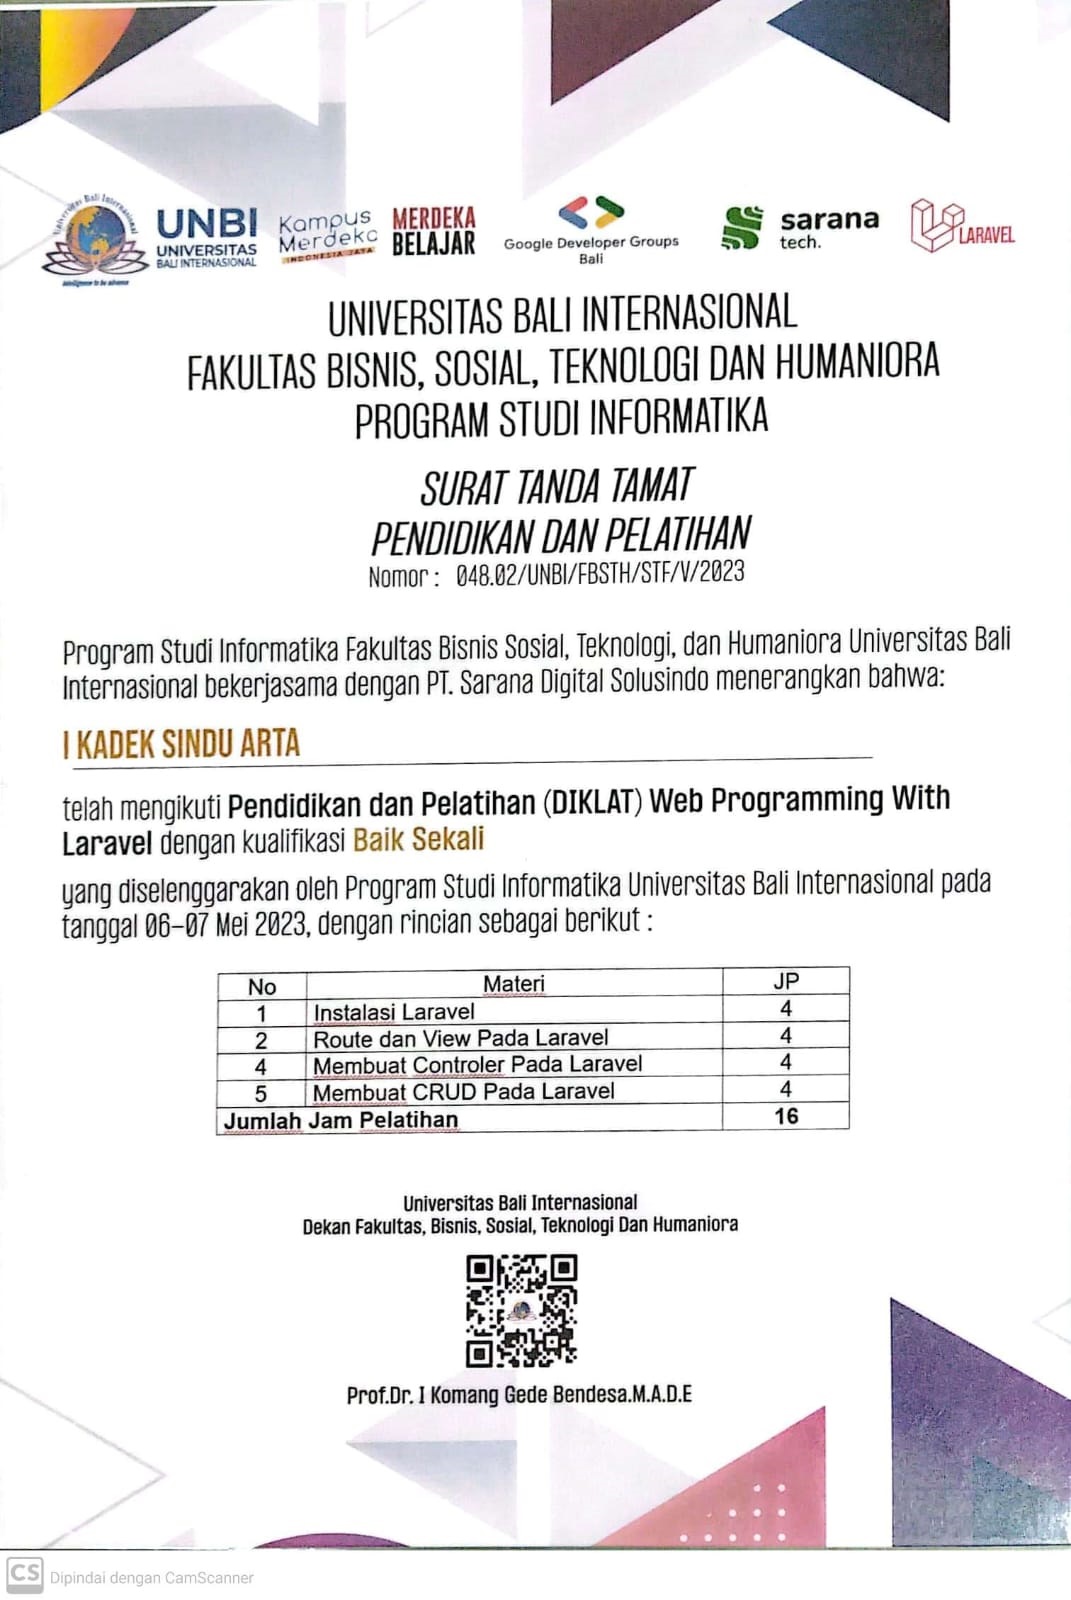 Universitas Bali Internasional
UNBI
UNIVERSITAS
BALI INTERNASIONAL
Kampus
Merdeka
INDONESIA JAYA
MERDEKA
BELAJAR
Google Developer Groups
Bali
sarana
tech.
LARAVEL
UNIVERSITAS BALI INTERNASIONAL
FAKULTAS BISNIS, SOSIAL, TEKNOLOGI DAN HUMANIORA
PROGRAM STUDI INFORMATIKA
SURAT TANDA TAMAT
PENDIDIKAN DAN PELATIHAN
Nomor : 048.02/UNBI/FBSTH/STF/V/2023
Program Studi Informatika Fakultas Bisnis Sosial, Teknologi, dan Humaniora Universitas Bali
Internasional bekerjasama dengan PT. Sarana Digital Solusindo menerangkan bahwa:
I KADEK SINDU ARTA
telah mengikuti Pendidikan dan Pelatihan (DIKLAT) Web Programming With
Laravel dengan kualifikasi Baik Sekali
yang diselenggarakan oleh Program Studi Informatika Universitas Bali Internasional pada
tanggal 06-07 Mei 2023, dengan rincian sebagai berikut :
No Materi JP
1 Instalasi Laravel 4
2 Route dan View Pada Laravel 4
4 Membuat Controler Pada Laravel 4
5 Membuat CRUD Pada Laravel 4
Jumlah Jam Pelatihan 16
Universitas Bali Internasional
Dekan Fakultas, Bisnis, Sosial, Teknologi Dan Humaniora
Prof.Dr. I Komang Gede Bendesa.M.A.D.E
CS Dipindai dengan CamScanner